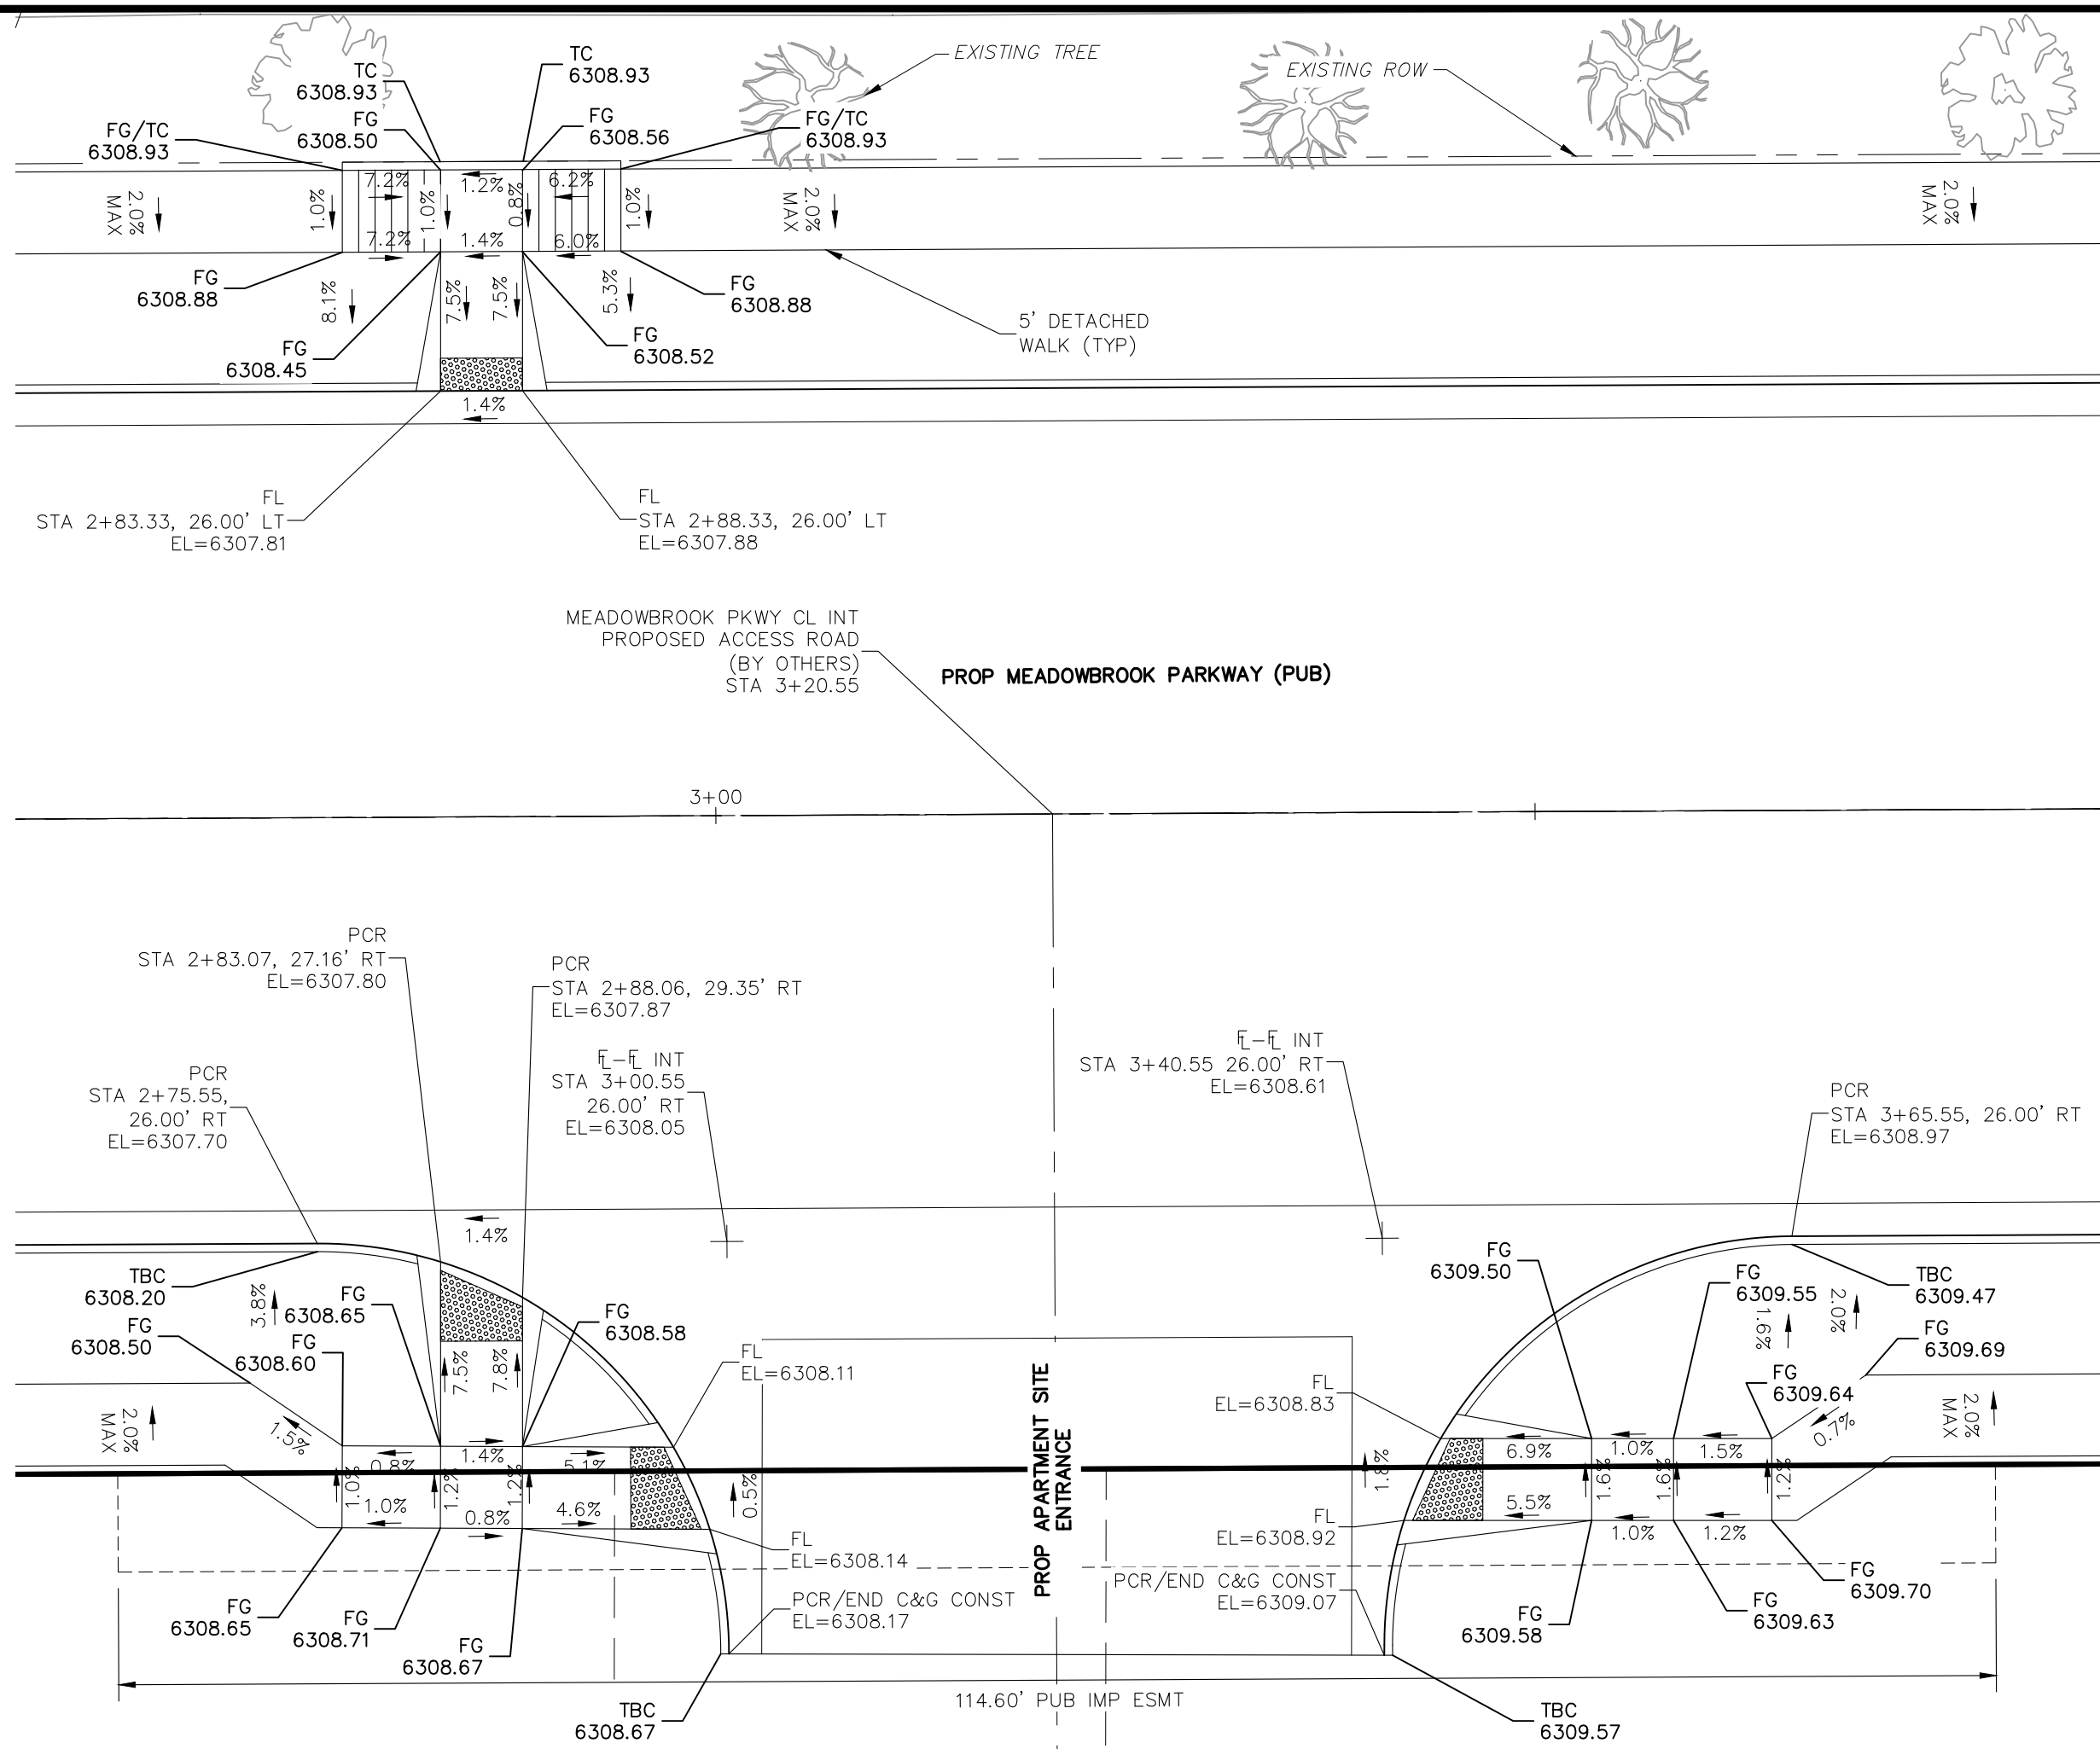 TC
6308.93
FG
6308.50
FG/TC
6308.93
TC
6308.93
FG
6308.56
FG/TC
6308.93
EXISTING TREE
EXISTING ROW
2.0%
MAX
1.0%
7.2%
1.0%
1.2%
0.8%
6.2%
1.0%
2.0%
MAX
2.0%
MAX
7.2%
1.4%
6.0%
FG
6308.88
8.1%
7.5%
7.5%
5.3%
FG
6308.88
FG
6308.45
FG
6308.52
5' DETACHED
WALK (TYP)
1.4%
FL
STA 2+83.33, 26.00' LT
EL=6307.81
FL
STA 2+88.33, 26.00' LT
EL=6307.88
MEADOWBROOK PKWY CL INT
PROPOSED ACCESS ROAD
(BY OTHERS)
STA 3+20.55
PROP MEADOWBROOK PARKWAY (PUB)
3+00
PCR
STA 2+83.07, 27.16' RT
EL=6307.80
PCR
STA 2+88.06, 29.35' RT
EL=6307.87
PCR
STA 2+75.55,
26.00' RT
EL=6307.70
FL-FL INT
STA 3+00.55
26.00' RT
EL=6308.05
FL-FL INT
STA 3+40.55 26.00' RT
EL=6308.61
PCR
STA 3+65.55, 26.00' RT
EL=6308.97
1.4%
TBC
6308.20
3.8%
FG
6308.65
FG
6308.50
FG
6308.60
FG
6308.58
7.5%
7.8%
FL
EL=6308.11
2.0%
MAX
1.5%
0.8%
1.4%
5.1%
1.0%
1.2%
1.2%
1.0%
0.8%
4.6%
0.5%
FL
EL=6308.14
PCR/END C&G CONST
EL=6308.17
FG
6308.65
FG
6308.71
FG
6308.67
TBC
6308.67
PROP APARTMENT SITE
ENTRANCE
FG
6309.50
FG
6309.55
TBC
6309.47
1.6%
2.0%
FG
6309.69
FG
6309.64
FL
EL=6308.83
0.7%
2.0%
MAX
1.8%
6.9%
1.0%
1.5%
1.6%
1.6%
1.2%
5.5%
1.0%
1.2%
FL
EL=6308.92
PCR/END C&G CONST
EL=6309.07
FG
6309.58
FG
6309.63
FG
6309.70
TBC
6309.57
114.60' PUB IMP ESMT